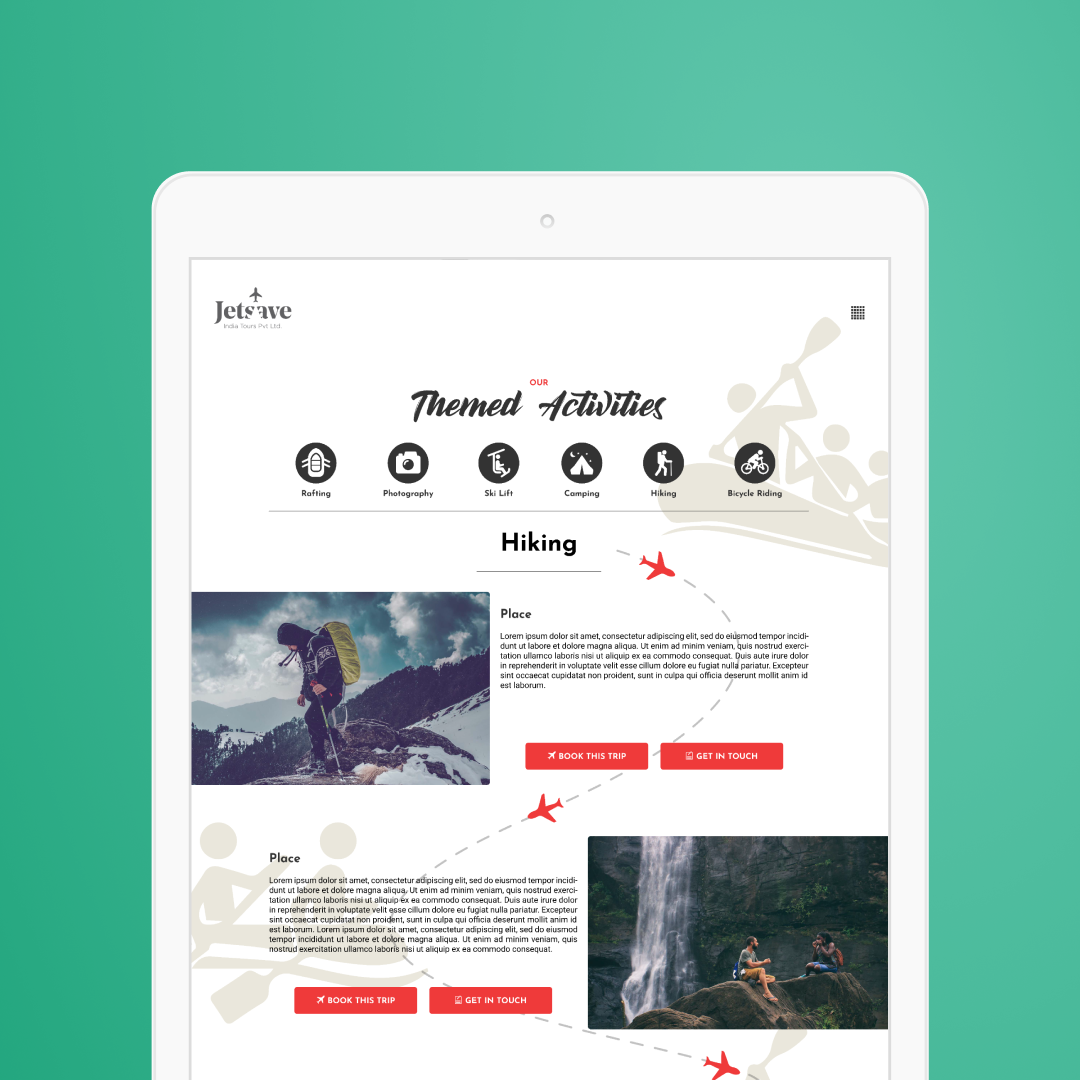 Jetsave
India Tours Pvt Ltd.
OUR
Themed Activities
Rafting
Photography
Ski Lift
Camping
Hiking
Bicycle Riding
Hiking
Place
Lorem ipsum dolor sit amet, consectetur adipiscing elit, sed do eiusmod tempor incidi-
dunt ut labore et dolore magna aliqua. Ut enim ad minim veniam, quis nostrud exerci-
tation ullamco laboris nisi ut aliquip ex ea commodo consequat. Duis aute irure dolor
in reprehenderit in voluptate velit esse cillum dolore eu fugiat nulla pariatur. Excepteur
sint occaecat cupidatat non proident, sunt in culpa qui officia deserunt mollit anim id
est laborum.
BOOK THIS TRIP
GET IN TOUCH
Place
Lorem ipsum dolor sit amet, consectetur adipiscing elit, sed do eiusmod tempor incidi-
dunt ut labore et dolore magna aliqua. Ut enim ad minim veniam, quis nostrud exerci-
tation ullamco laboris nisi ut aliquip ex ea commodo consequat. Duis aute irure dolor
in reprehenderit in voluptate velit esse cillum dolore eu fugiat nulla pariatur. Excepteur
sint occaecat cupidatat non proident, sunt in culpa qui officia deserunt mollit anim id
est laborum. Lorem ipsum dolor sit amet, consectetur adipiscing elit, sed do eiusmod
tempor incididunt ut labore et dolore magna aliqua. Ut enim ad minim veniam, quis
nostrud exercitation ullamco laboris nisi ut aliquip ex ea commodo consequat.
BOOK THIS TRIP
GET IN TOUCH